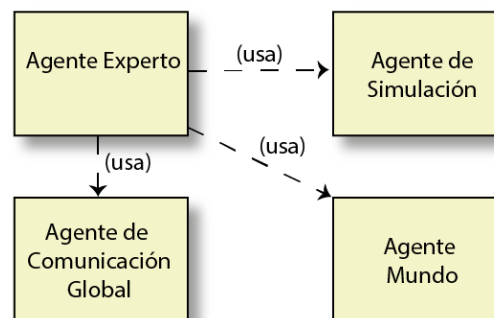 Agente Experto
(usa)
Agente de
Simulación
(usa)
(usa)
Agente de
Comunicación
Global
Agente
Mundo